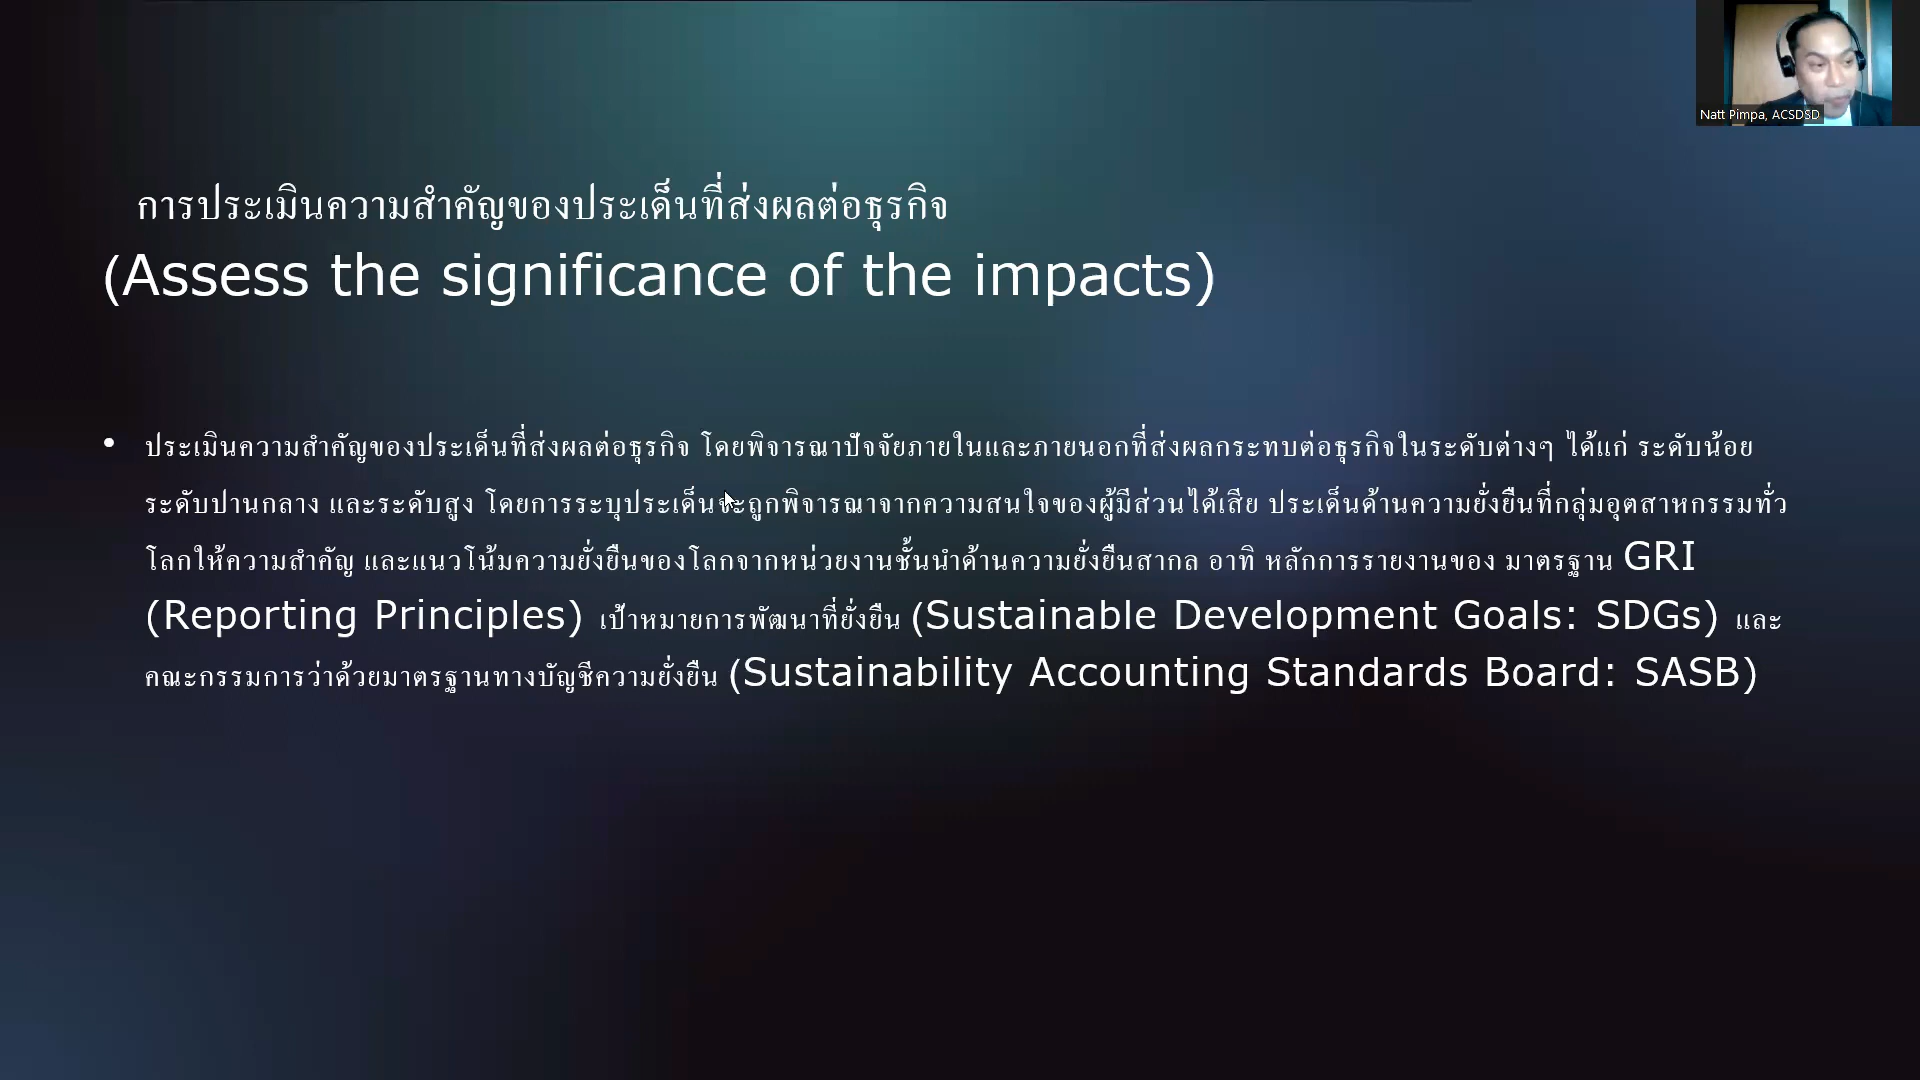 Natt Pimpa, ACSDSD
การประเมินความสำคัญของประเด็นที่ส่งผลต่อธุรกิจ
(Assess the significance of the impacts)
• ประเมินความสำคัญของประเด็นที่ส่งผลต่อธุรกิจ โดยพิจารณาปัจจัยภายในและภายนอกที่ส่งผลกระทบต่อธุรกิจในระดับต่างๆ ได้แก่ ระดับน้อย
ระดับปานกลาง และระดับสูง โดยการระบุประเด็นจะถูกพิจารณาจากความสนใจของผู้มีส่วนได้เสีย ประเด็นด้านความยั่งยืนที่กลุ่มอุตสาหกรรมทั่ว
โลกให้ความสำคัญ และแนวโน้มความยั่งยืนของโลกจากหน่วยงานชั้นนำด้านความยั่งยืนสากล อาทิ หลักการรายงานของ มาตรฐาน GRI
(Reporting Principles) เป้าหมายการพัฒนาที่ยั่งยืน (Sustainable Development Goals: SDGs) และ
คณะกรรมการว่าด้วยมาตรฐานทางบัญชีความยั่งยืน (Sustainability Accounting Standards Board: SASB)